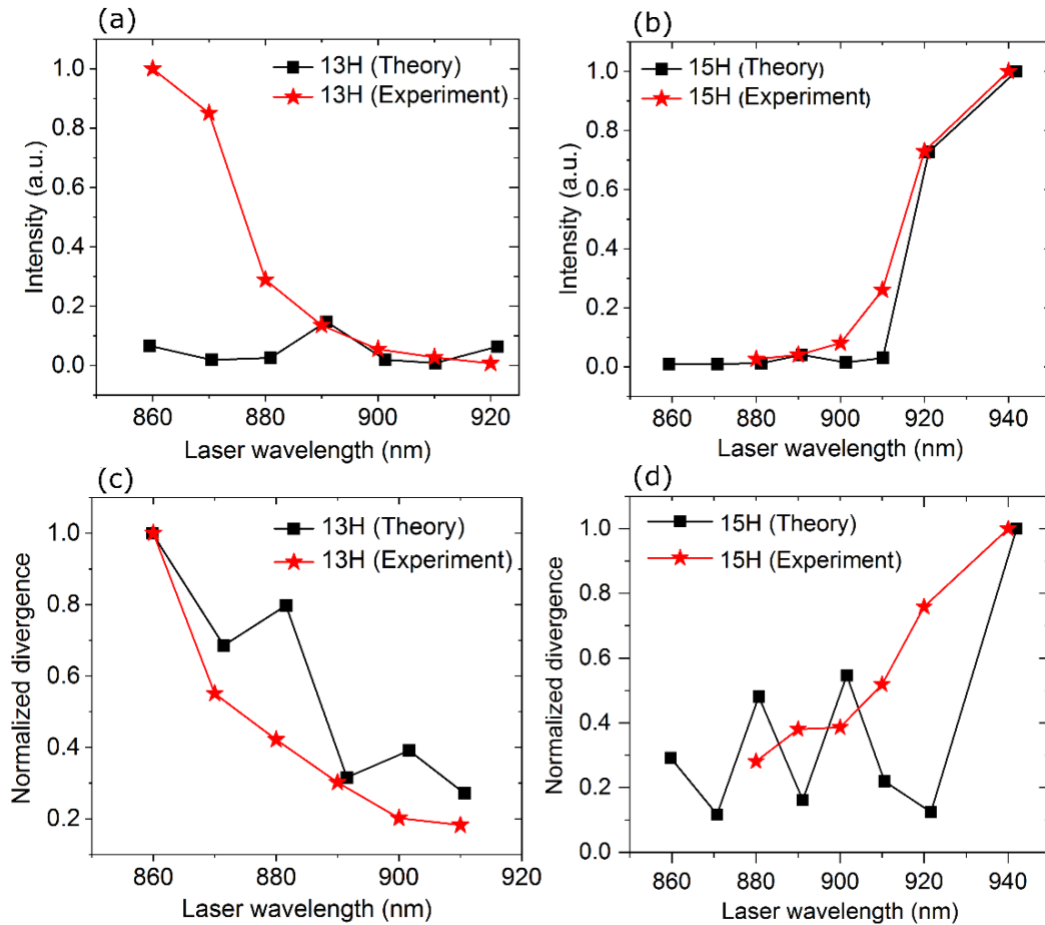 (a)
13H (Theory)
13H (Experiment)
1.0
0.8
0.6
0.4
0.2
0.0
Intensity (a.u.)
860 880 900 920
Laser wavelength (nm)
(b)
15H (Theory)
15H (Experiment)
1.0
0.8
0.6
0.4
0.2
0.0
Intensity (a.u.)
860 880 900 920 940
Laser wavelength (nm)
(c)
13H (Theory)
13H (Experiment)
1.0
0.8
0.6
0.4
0.2
Normalized divergence
860 880 900 920
Laser wavelength (nm)
(d)
15H (Theory)
15H (Experiment)
1.0
0.8
0.6
0.4
0.2
0.0
Normalized divergence
860 880 900 920 940
Laser wavelength (nm)